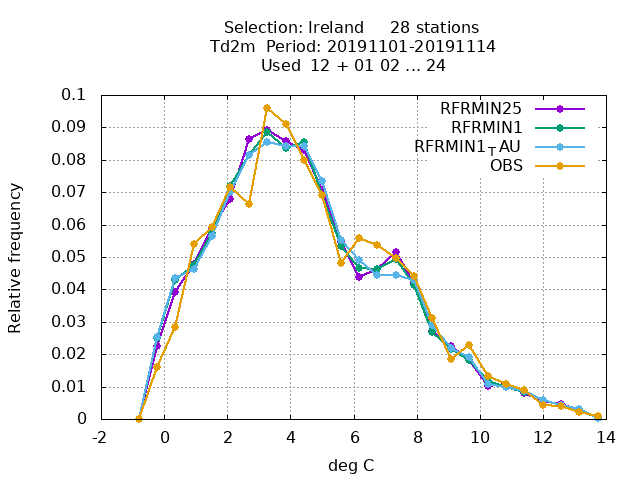 Selection: Ireland     28 stations
Td2m  Period: 20191101-20191114
Used  12 + 01 02 ... 24
0.1
0.09
0.08
0.07
0.06
0.05
0.04
0.03
0.02
0.01
0
Relative frequency
RFRMIN25
RFRMIN1
RFRMIN1┬AU
OBS
-2 0 2 4 6 8 10 12 14
deg C